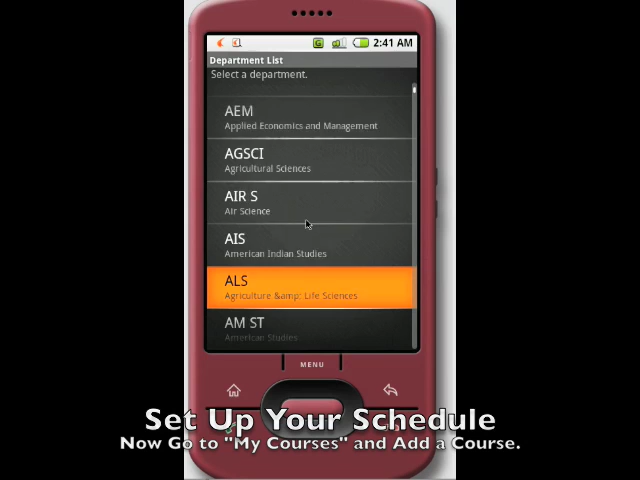 2:41 AM
Department List
Select a department.
AEM
Applied Economics and Management
AGSCI
Agricultural Sciences
AIR S
Air Science
AIS
American Indian Studies
ALS
Agriculture &amp; Life Sciences
AM ST
American Studies
MENU
Set Up Your Schedule
Now Go to "My Courses" and Add a Course.